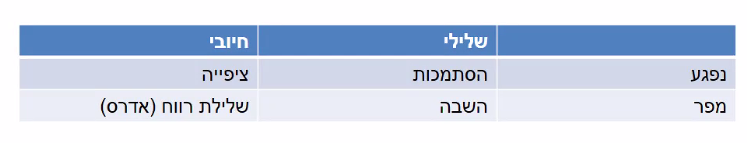 שלילי חיובי
נפגע הסתמכות ציפייה
מפר השבה שלילת רווח (אדרס)